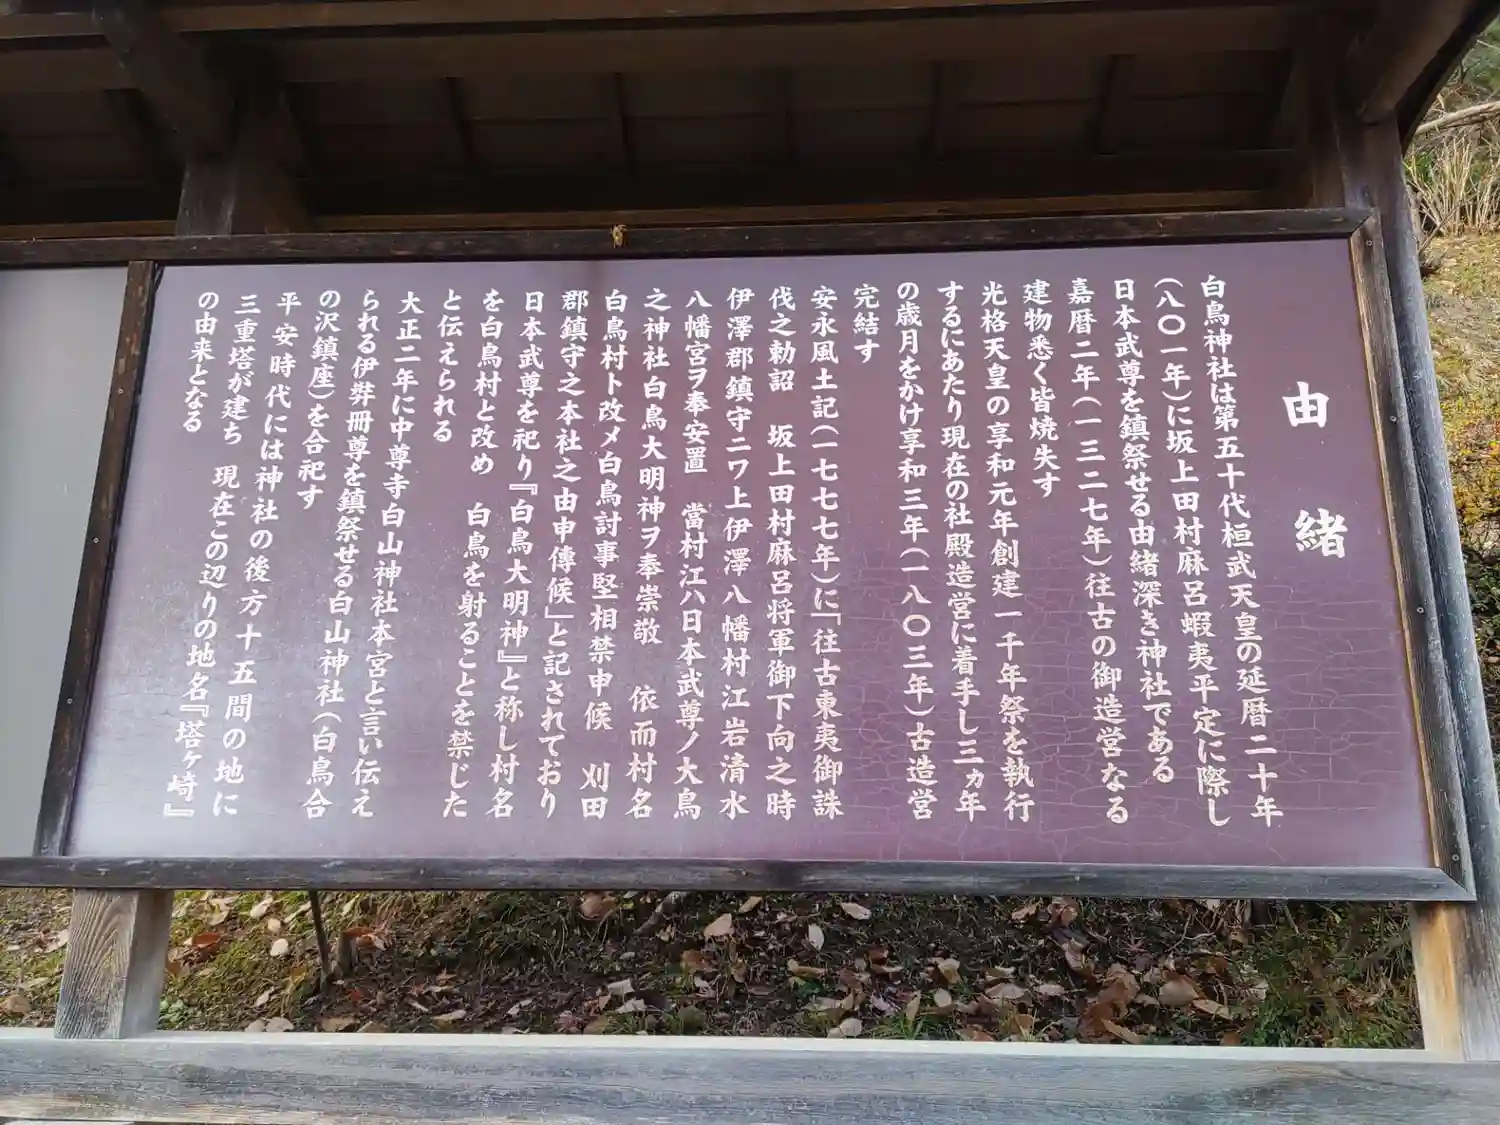 由緒
白鳥神社は第五十代桓武天皇の延暦二十年
(八〇一年)に坂上田村麻呂蝦夷平定に際し
日本武尊を鎮祭せる由緒深き神社である
嘉暦二年(一三二七年)往古の御造営なる
建物悉く皆焼失す
光格天皇の享和元年創建一千年祭を執行
するにあたり現在の社殿造営に着手し三ヵ年
の歳月をかけ享和三年(一八〇三年)古造営
完結す
安永風土記(一七七七年)に「往古東夷御誅
伐之勅詔 坂上田村麻呂将軍御下向之時
伊澤郡鎮守ニワ上伊澤八幡村江岩清水
八幡宮ヲ奉安置 當村江ハ日本武尊ノ大鳥
之神社白鳥大明神ヲ奉崇敬 依而村名
白鳥村ト改メ白鳥討事堅相禁申候 刈田
郡鎮守之本社之由申傳候」と記されており
日本武尊を祀り『白鳥大明神』と称し村名
を白鳥村と改め 白鳥を射ることを禁じた
と伝えられる
大正二年に中尊寺白山神社本宮と言い伝え
られる伊弉冊尊を鎮祭せる白山神社(白鳥合
の沢鎮座)を合祀す
平安時代には神社の後方十五間の地に
三重塔が建ち 現在この辺りの地名『塔ヶ崎』
の由来となる